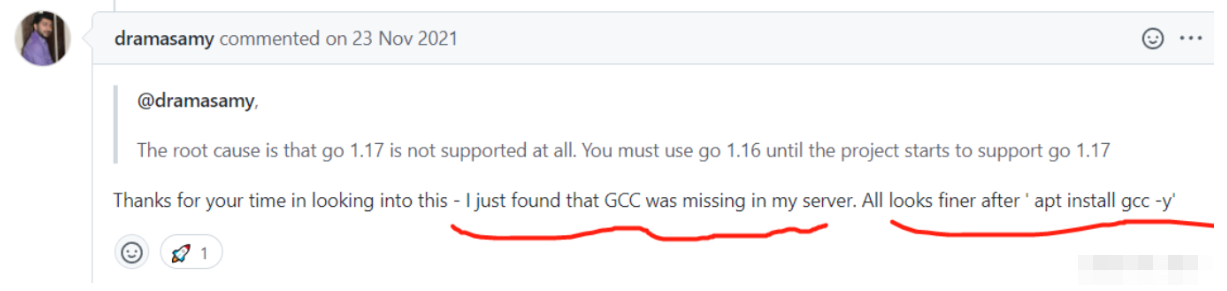 dramasamy commented on 23 Nov 2021
@dramasamy,
The root cause is that go 1.17 is not supported at all. You must use go 1.16 until the project starts to support go 1.17
Thanks for your time in looking into this - I just found that GCC was missing in my server. All looks finer after ' apt install gcc -y'
1